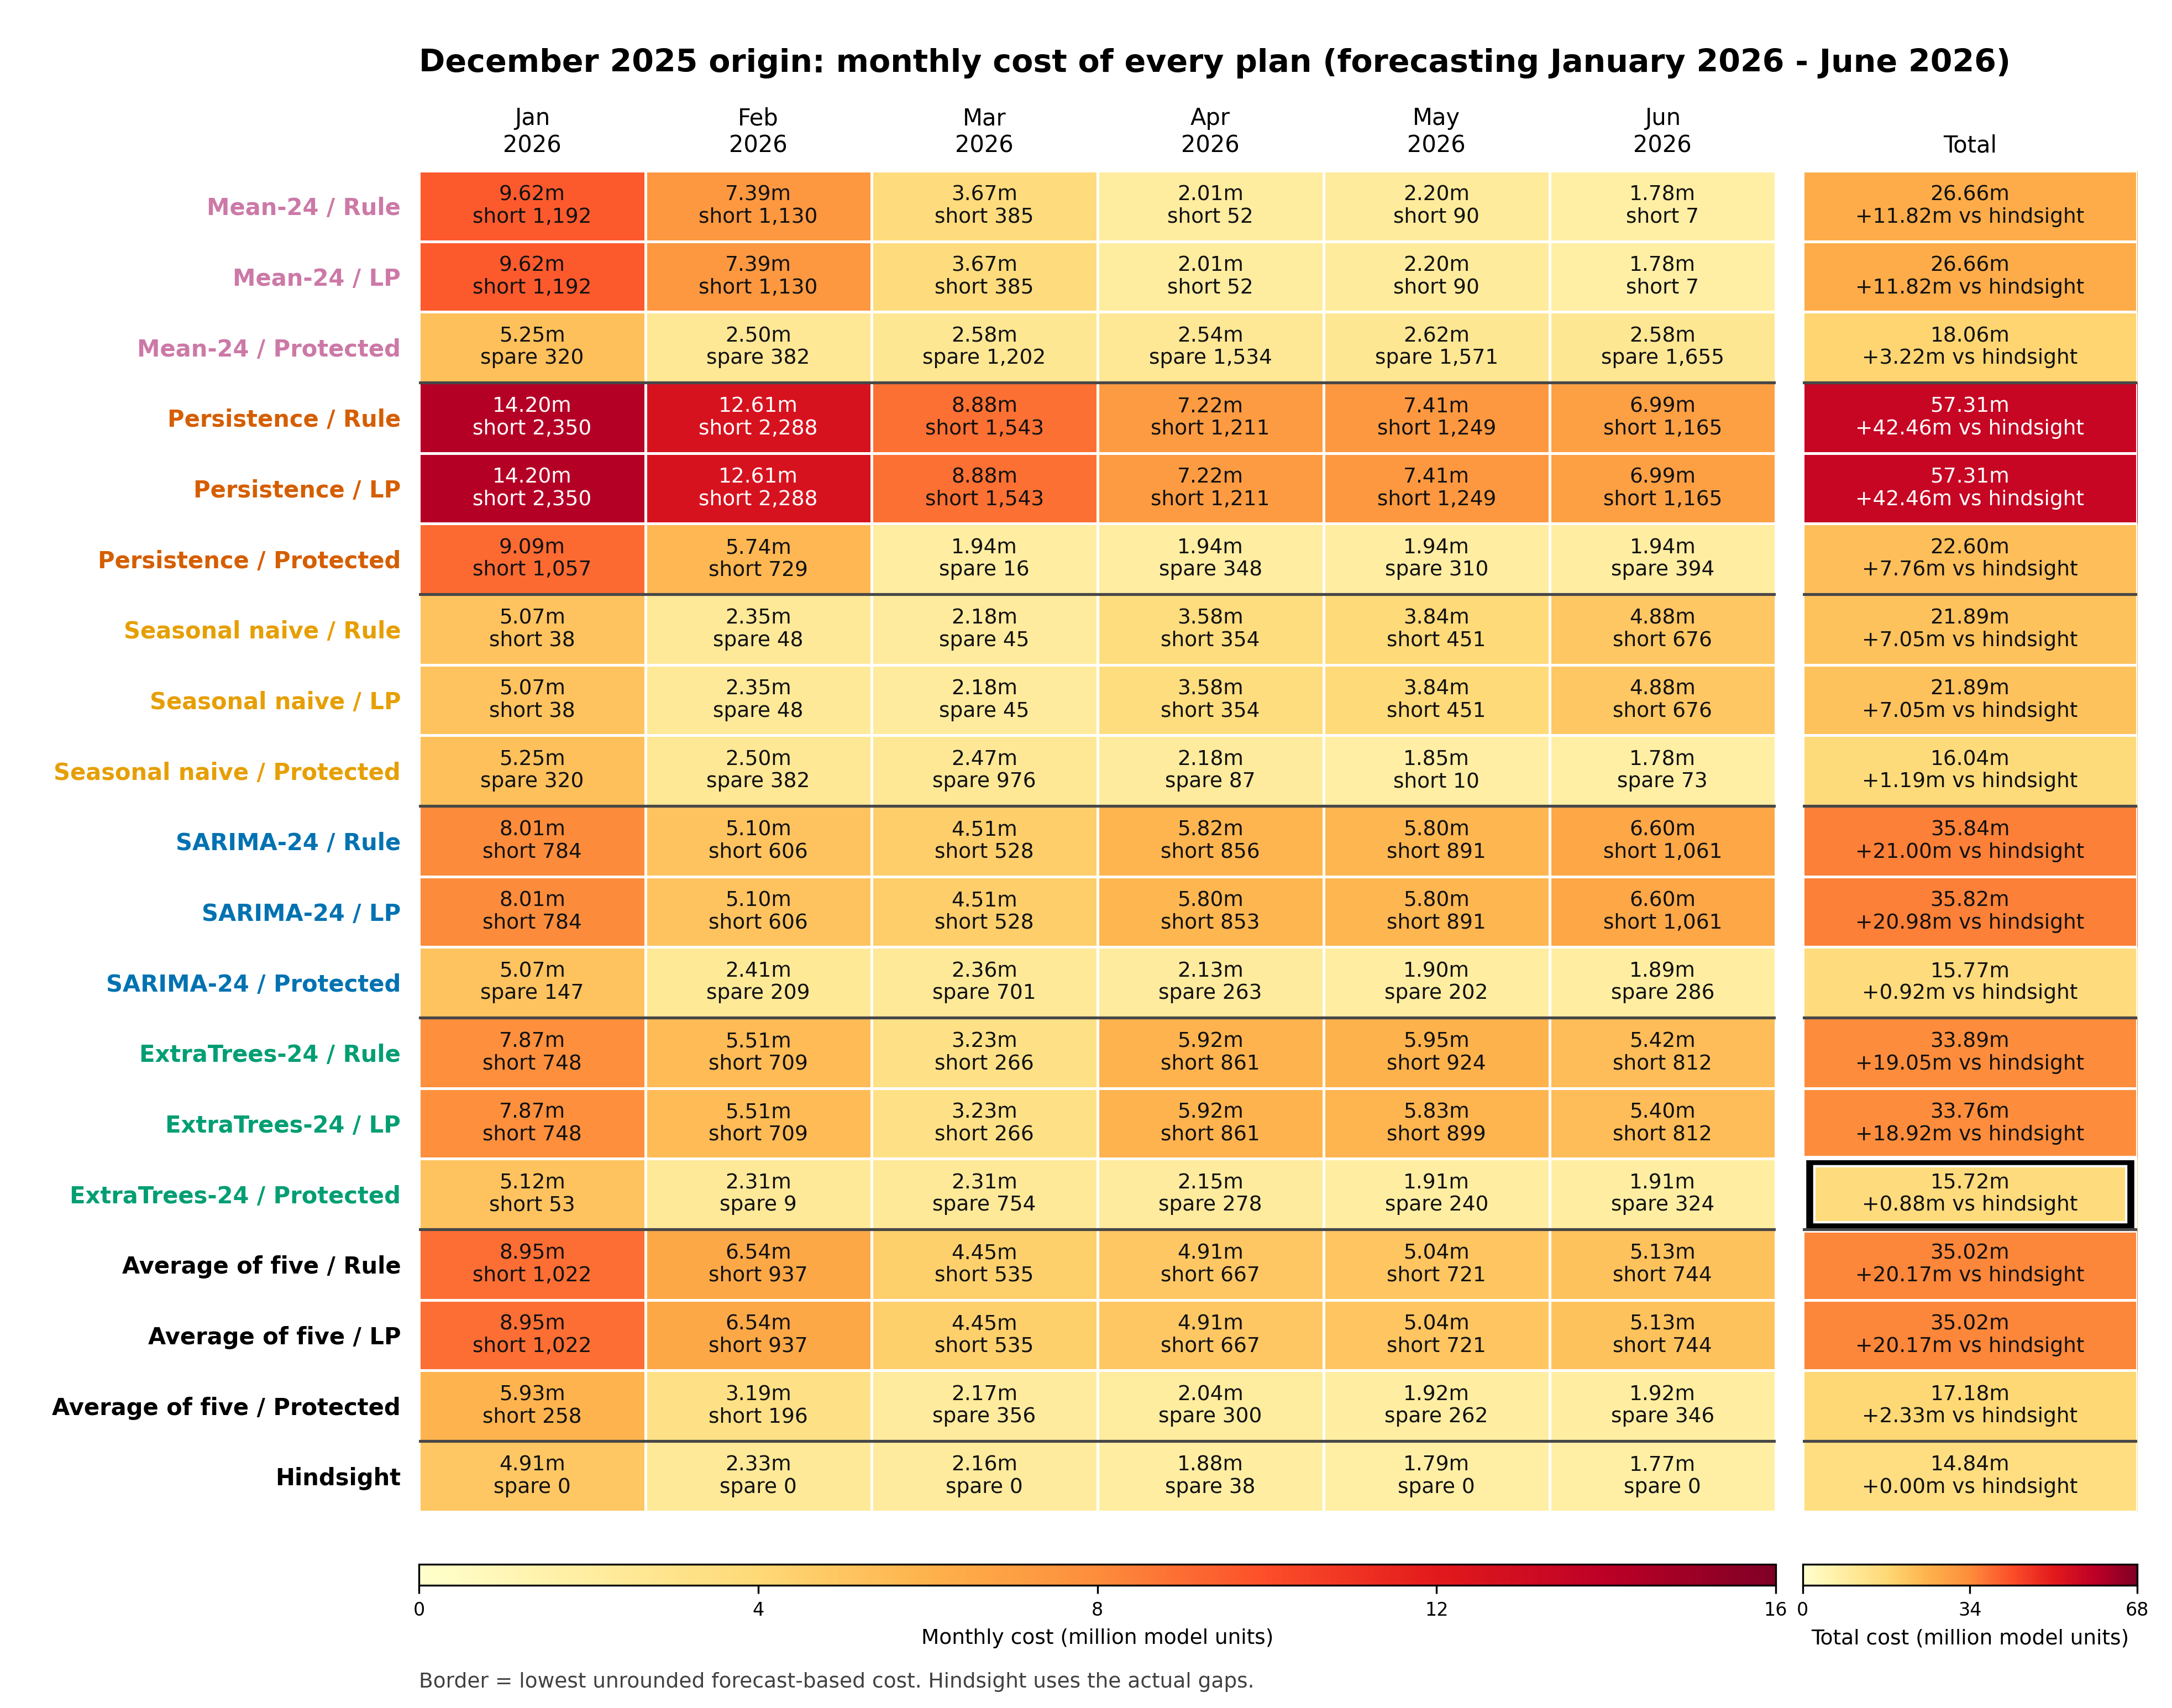 December 2025 origin: monthly cost of every plan (forecasting January 2026 - June 2026)
Jan Feb Mar Apr May Jun
2026 2026 2026 2026 2026 2026 Total
Mean-24 / Rule
9.62m 7.39m 3.67m 2.01m 2.20m 1.78m 26.66m
short 1,192 short 1,130 short 385 short 52 short 90 short 7 +11.82m vs hindsight
Mean-24 / LP
9.62m 7.39m 3.67m 2.01m 2.20m 1.78m 26.66m
short 1,192 short 1,130 short 385 short 52 short 90 short 7 +11.82m vs hindsight
Mean-24 / Protected
5.25m 2.50m 2.58m 2.54m 2.62m 2.58m 18.06m
spare 320 spare 382 spare 1,202 spare 1,534 spare 1,571 spare 1,655 +3.22m vs hindsight
Persistence / Rule
14.20m 12.61m 8.88m 7.22m 7.41m 6.99m 57.31m
short 2,350 short 2,288 short 1,543 short 1,211 short 1,249 short 1,165 +42.46m vs hindsight
Persistence / LP
14.20m 12.61m 8.88m 7.22m 7.41m 6.99m 57.31m
short 2,350 short 2,288 short 1,543 short 1,211 short 1,249 short 1,165 +42.46m vs hindsight
Persistence / Protected
9.09m 5.74m 1.94m 1.94m 1.94m 1.94m 22.60m
short 1,057 short 729 spare 16 spare 348 spare 310 spare 394 +7.76m vs hindsight
Seasonal naive / Rule
5.07m 2.35m 2.18m 3.58m 3.84m 4.88m 21.89m
short 38 spare 48 spare 45 short 354 short 451 short 676 +7.05m vs hindsight
Seasonal naive / LP
5.07m 2.35m 2.18m 3.58m 3.84m 4.88m 21.89m
short 38 spare 48 spare 45 short 354 short 451 short 676 +7.05m vs hindsight
Seasonal naive / Protected
5.25m 2.50m 2.47m 2.18m 1.85m 1.78m 16.04m
spare 320 spare 382 spare 976 spare 87 short 10 spare 73 +1.19m vs hindsight
SARIMA-24 / Rule
8.01m 5.10m 4.51m 5.82m 5.80m 6.60m 35.84m
short 784 short 606 short 528 short 856 short 891 short 1,061 +21.00m vs hindsight
SARIMA-24 / LP
8.01m 5.10m 4.51m 5.80m 5.80m 6.60m 35.82m
short 784 short 606 short 528 short 853 short 891 short 1,061 +20.98m vs hindsight
SARIMA-24 / Protected
5.07m 2.41m 2.36m 2.13m 1.90m 1.89m 15.77m
spare 147 spare 209 spare 701 spare 263 spare 202 spare 286 +0.92m vs hindsight
ExtraTrees-24 / Rule
7.87m 5.51m 3.23m 5.92m 5.95m 5.42m 33.89m
short 748 short 709 short 266 short 861 short 924 short 812 +19.05m vs hindsight
ExtraTrees-24 / LP
7.87m 5.51m 3.23m 5.92m 5.83m 5.40m 33.76m
short 748 short 709 short 266 short 861 short 899 short 812 +18.92m vs hindsight
ExtraTrees-24 / Protected
5.12m 2.31m 2.31m 2.15m 1.91m 1.91m 15.72m
short 53 spare 9 spare 754 spare 278 spare 240 spare 324 +0.88m vs hindsight
Average of five / Rule
8.95m 6.54m 4.45m 4.91m 5.04m 5.13m 35.02m
short 1,022 short 937 short 535 short 667 short 721 short 744 +20.17m vs hindsight
Average of five / LP
8.95m 6.54m 4.45m 4.91m 5.04m 5.13m 35.02m
short 1,022 short 937 short 535 short 667 short 721 short 744 +20.17m vs hindsight
Average of five / Protected
5.93m 3.19m 2.17m 2.04m 1.92m 1.92m 17.18m
short 258 short 196 spare 356 spare 300 spare 262 spare 346 +2.33m vs hindsight
Hindsight
4.91m 2.33m 2.16m 1.88m 1.79m 1.77m 14.84m
spare 0 spare 0 spare 0 spare 38 spare 0 spare 0 +0.00m vs hindsight
0 4 8 12 16 0 34 68
Monthly cost (million model units) Total cost (million model units)
Border = lowest unrounded forecast-based cost. Hindsight uses the actual gaps.